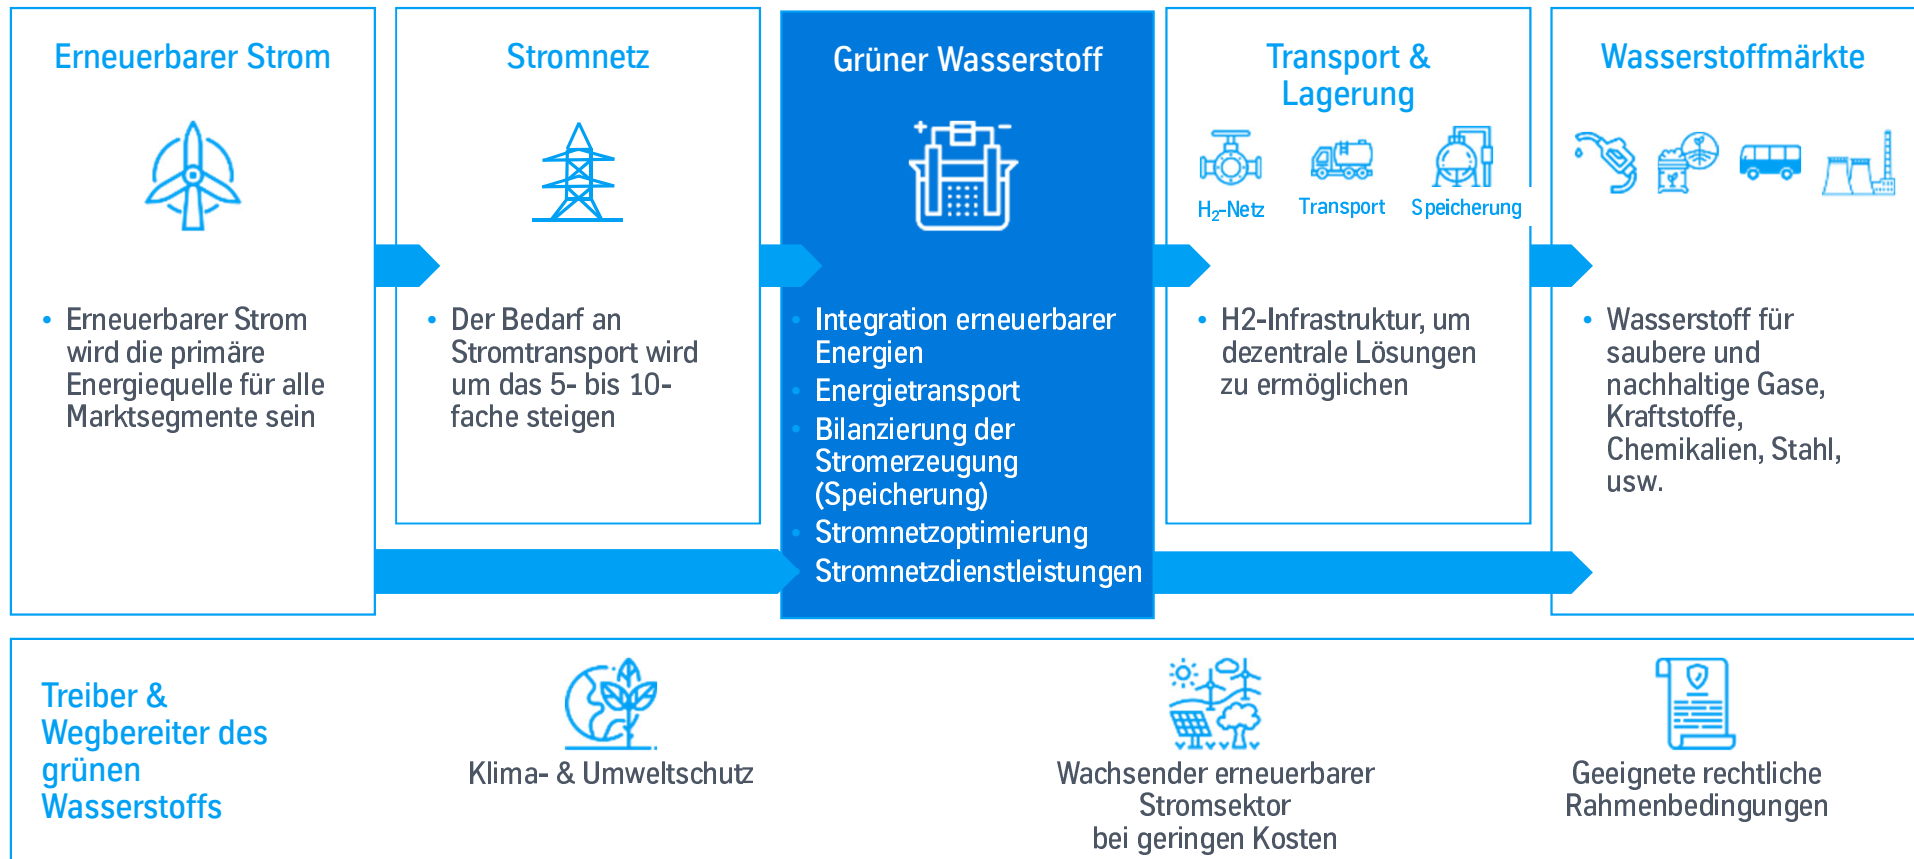 Erneuerbarer Strom
• Erneuerbarer Strom
wird die primäre
Energiequelle für alle
Marktsegmente sein
Stromnetz
• Der Bedarf an
Stromtransport wird
um das 5- bis 10-
fache steigen
Grüner Wasserstoff
+ −
• Integration erneuerbarer
Energien
• Energietransport
• Bilanzierung der
Stromerzeugung
(Speicherung)
• Stromnetzoptimierung
• Stromnetzdienstleistungen
Transport &
Lagerung
H₂-Netz
Transport
Speicherung
• H2-Infrastruktur, um
dezentrale Lösungen
zu ermöglichen
Wasserstoffmärkte
• Wasserstoff für
saubere und
nachhaltige Gase,
Kraftstoffe,
Chemikalien, Stahl,
usw.
Treiber &
Wegbereiter des
grünen
Wasserstoffs
Klima- & Umweltschutz
Wachsender erneuerbarer
Stromsektor
bei geringen Kosten
Geeignete rechtliche
Rahmenbedingungen